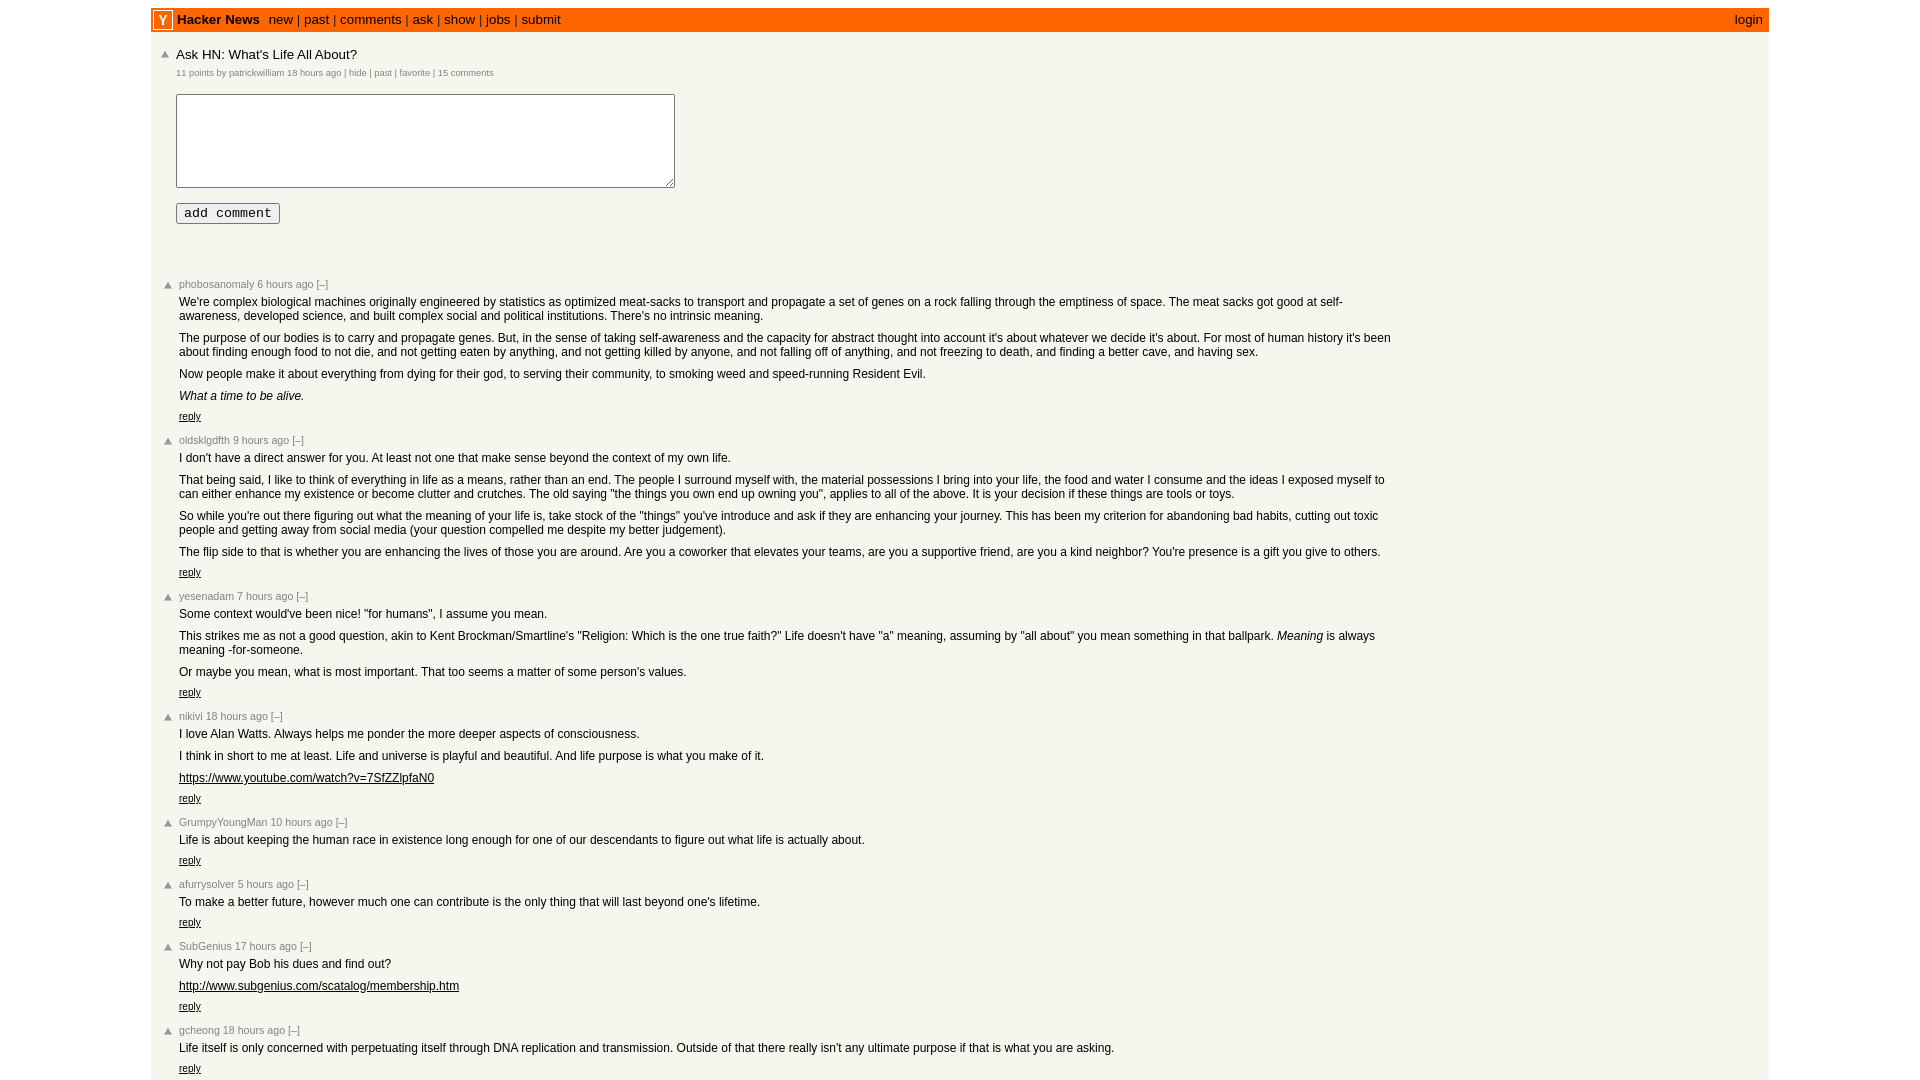 Y Hacker News new | past | comments | ask | show | jobs | submit login
Ask HN: What's Life All About?
11 points by patrickwilliam 18 hours ago | hide | past | favorite | 15 comments
add comment
phobosanomaly 6 hours ago [–]
We're complex biological machines originally engineered by statistics as optimized meat-sacks to transport and propagate a set of genes on a rock falling through the emptiness of space. The meat sacks got good at self-
awareness, developed science, and built complex social and political institutions. There's no intrinsic meaning.
The purpose of our bodies is to carry and propagate genes. But, in the sense of taking self-awareness and the capacity for abstract thought into account it's about whatever we decide it's about. For most of human history it's been
about finding enough food to not die, and not getting eaten by anything, and not getting killed by anyone, and not falling off of anything, and not freezing to death, and finding a better cave, and having sex.
Now people make it about everything from dying for their god, to serving their community, to smoking weed and speed-running Resident Evil.
What a time to be alive.
reply
oldsklgdfth 9 hours ago [–]
I don't have a direct answer for you. At least not one that make sense beyond the context of my own life.
That being said, I like to think of everything in life as a means, rather than an end. The people I surround myself with, the material possessions I bring into your life, the food and water I consume and the ideas I exposed myself to
can either enhance my existence or become clutter and crutches. The old saying "the things you own end up owning you", applies to all of the above. It is your decision if these things are tools or toys.
So while you're out there figuring out what the meaning of your life is, take stock of the "things" you've introduce and ask if they are enhancing your journey. This has been my criterion for abandoning bad habits, cutting out toxic
people and getting away from social media (your question compelled me despite my better judgement).
The flip side to that is whether you are enhancing the lives of those you are around. Are you a coworker that elevates your teams, are you a supportive friend, are you a kind neighbor? You're presence is a gift you give to others.
reply
yesenadam 7 hours ago [–]
Some context would've been nice! "for humans", I assume you mean.
This strikes me as not a good question, akin to Kent Brockman/Smartline's "Religion: Which is the one true faith?" Life doesn't have "a" meaning, assuming by "all about" you mean something in that ballpark. Meaning is always
meaning -for-someone.
Or maybe you mean, what is most important. That too seems a matter of some person's values.
reply
nikivi 18 hours ago [–]
I love Alan Watts. Always helps me ponder the more deeper aspects of consciousness.
I think in short to me at least. Life and universe is playful and beautiful. And life purpose is what you make of it.
https://www.youtube.com/watch?v=7SfZZlpfaN0
reply
GrumpyYoungMan 10 hours ago [–]
Life is about keeping the human race in existence long enough for one of our descendants to figure out what life is actually about.
reply
afurrysolver 5 hours ago [–]
To make a better future, however much one can contribute is the only thing that will last beyond one's lifetime.
reply
SubGenius 17 hours ago [–]
Why not pay Bob his dues and find out?
http://www.subgenius.com/scatalog/membership.htm
reply
gcheong 18 hours ago [–]
Life itself is only concerned with perpetuating itself through DNA replication and transmission. Outside of that there really isn't any ultimate purpose if that is what you are asking.
reply